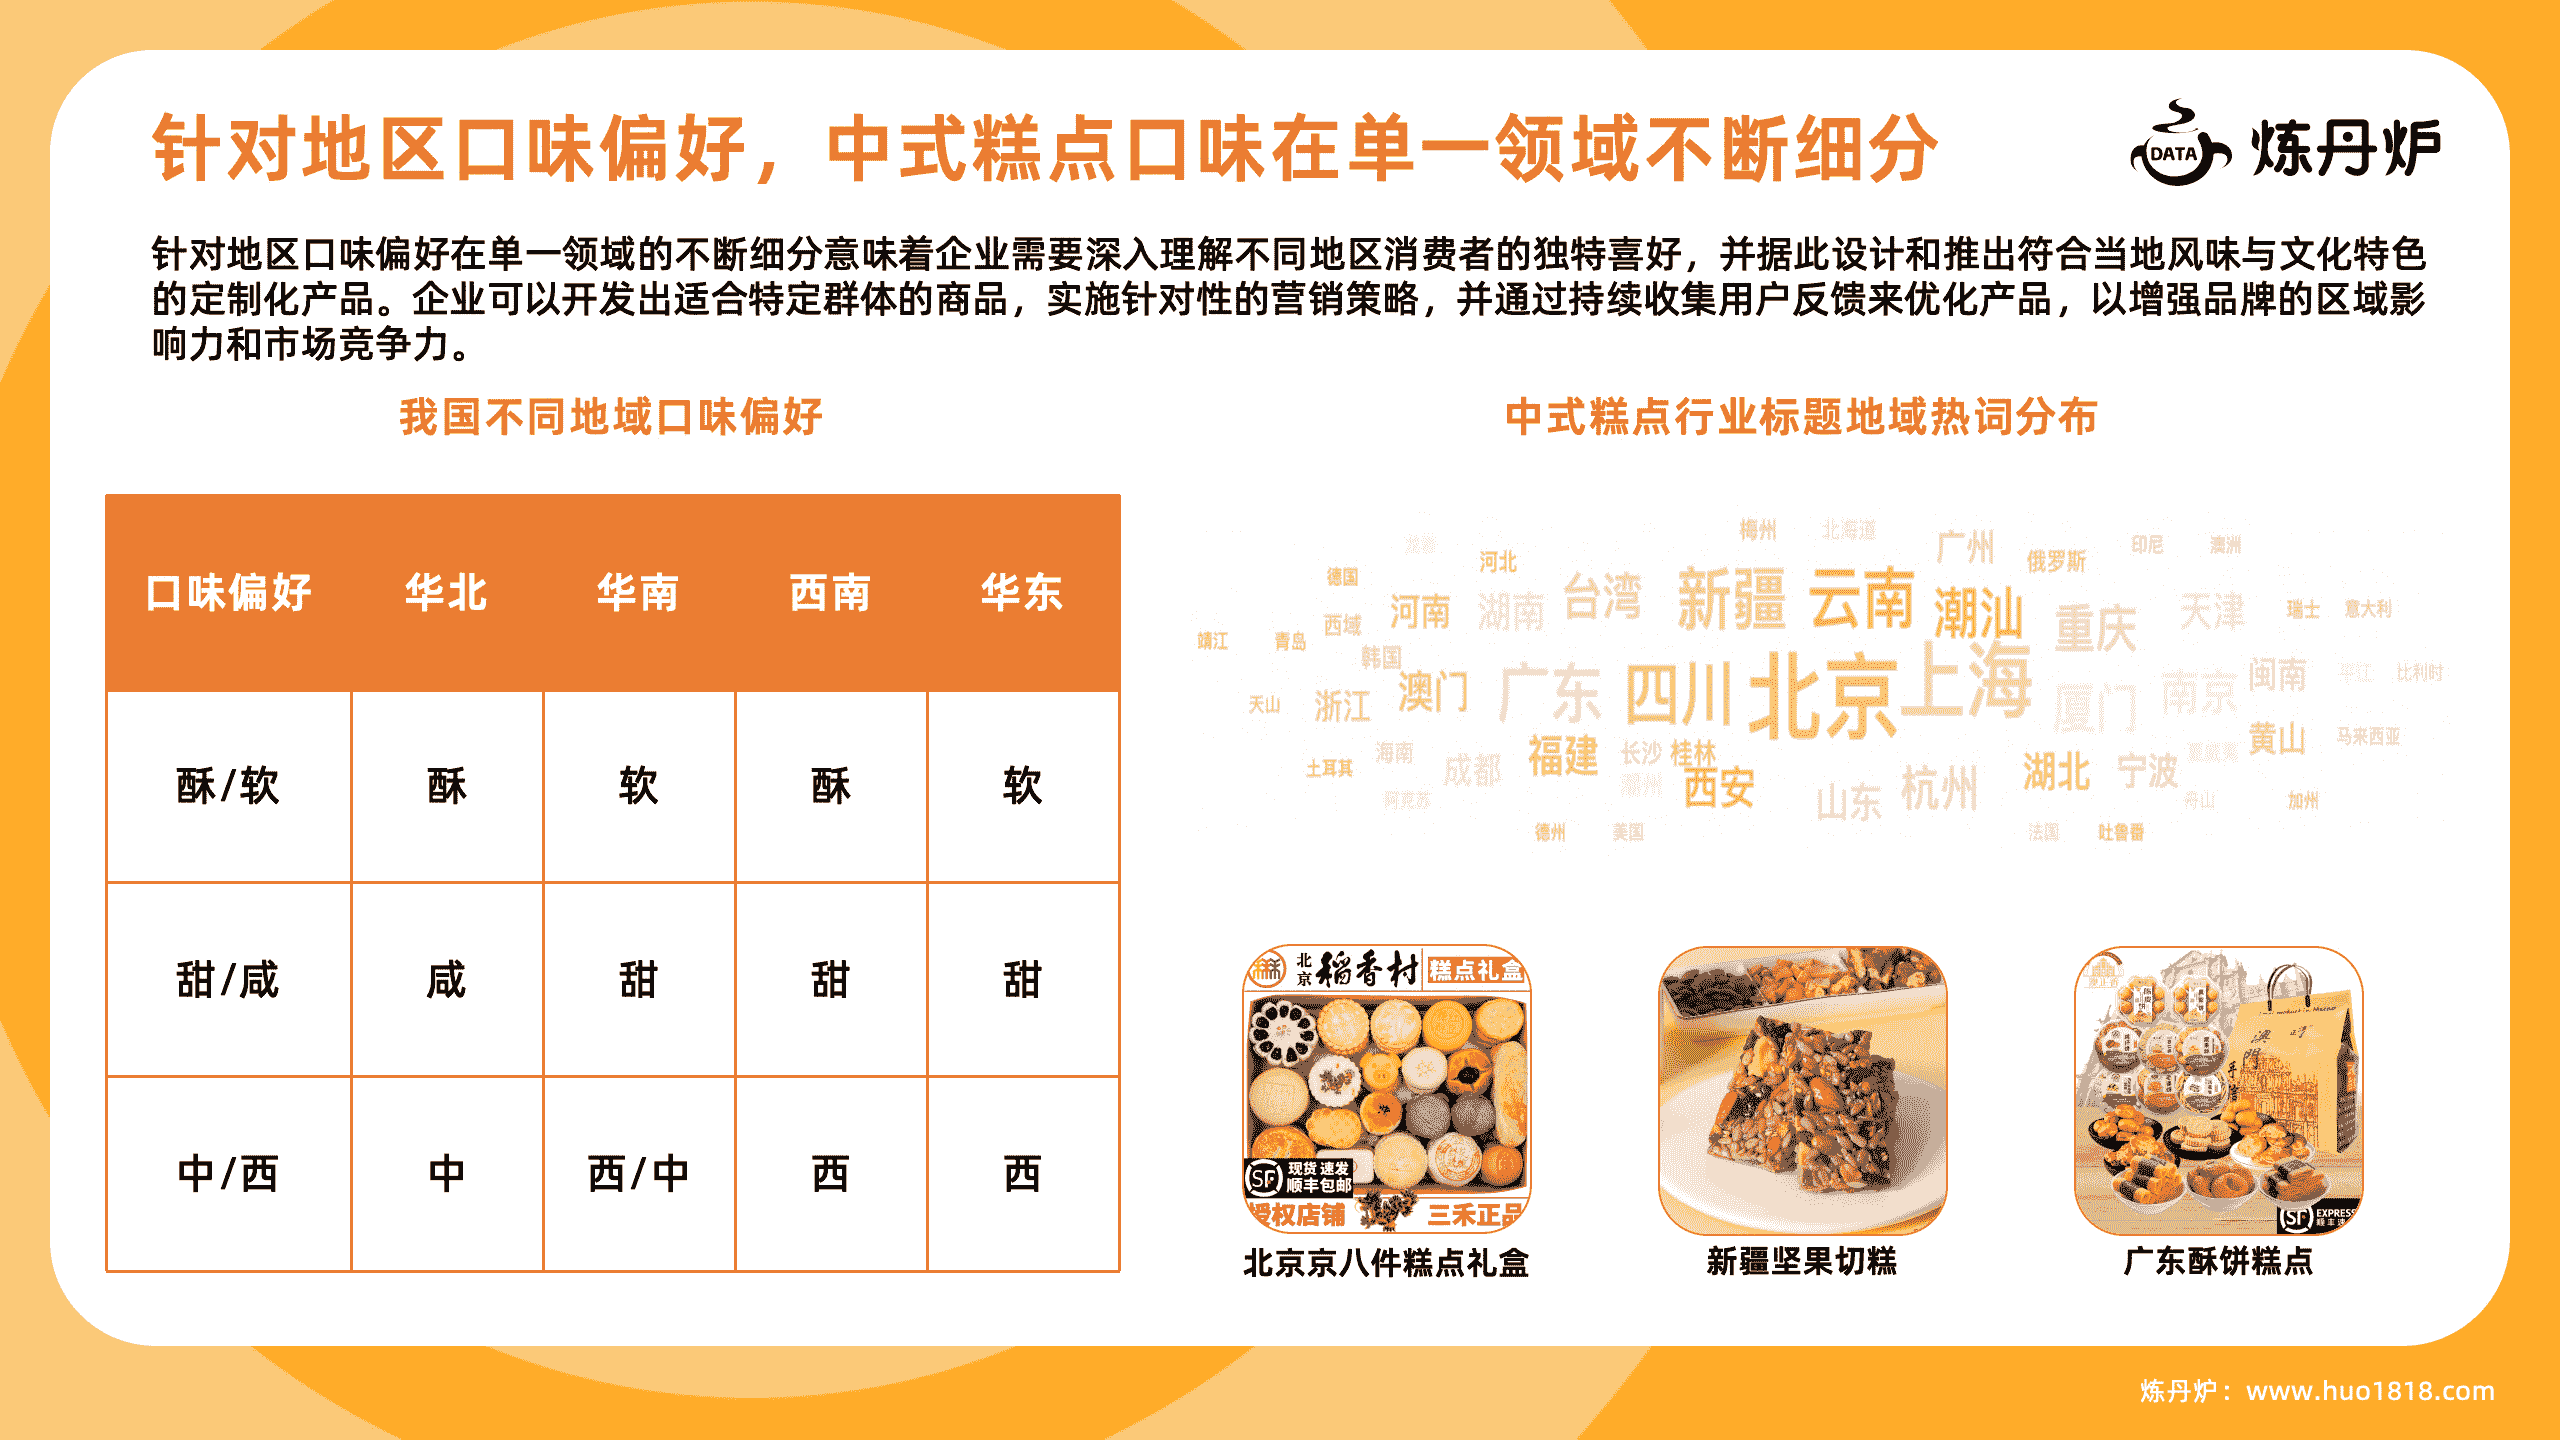 针对地区口味偏好，中式糕点口味在单一领域不断细分
DATA 炼丹炉
针对地区口味偏好在单一领域的不断细分意味着企业需要深入理解不同地区消费者的独特喜好，并据此设计和推出符合当地风味与文化特色
的定制化产品。企业可以开发出适合特定群体的商品，实施针对性的营销策略，并通过持续收集用户反馈来优化产品，以增强品牌的区域影
响力和市场竞争力。
我国不同地域口味偏好
口味偏好 华北 华南 西南 华东
酥/软 酥 软 酥 软
甜/咸 咸 甜 甜 甜
中/西 中 西/中 西 西
中式糕点行业标题地域热词分布
梅州 北海道 广州 印尼 澳洲
德国 河北 俄罗斯
西域 河南 湖南 台湾 新疆 云南 潮汕 重庆 天津 瑞士 意大利
靖江 青岛 韩国
天山 浙江 澳门 广东 四川 北京 上海 厦门 南京 闽南 比利时
土耳其 海南 成都 福建 长沙 桂林 湖北 宁波 黄山 马来西亚
阿克苏 潮州 西安 山东 杭州 舟山 加州
德州 美国 法国 吐鲁番
北京 稻香村 糕点礼盒
SF 现货 速发
顺丰包邮
授权店铺 三禾正品
北京京八件糕点礼盒
新疆坚果切糕
澳門手信
SF EXPRESS
广东酥饼糕点
炼丹炉：www.huo1818.com